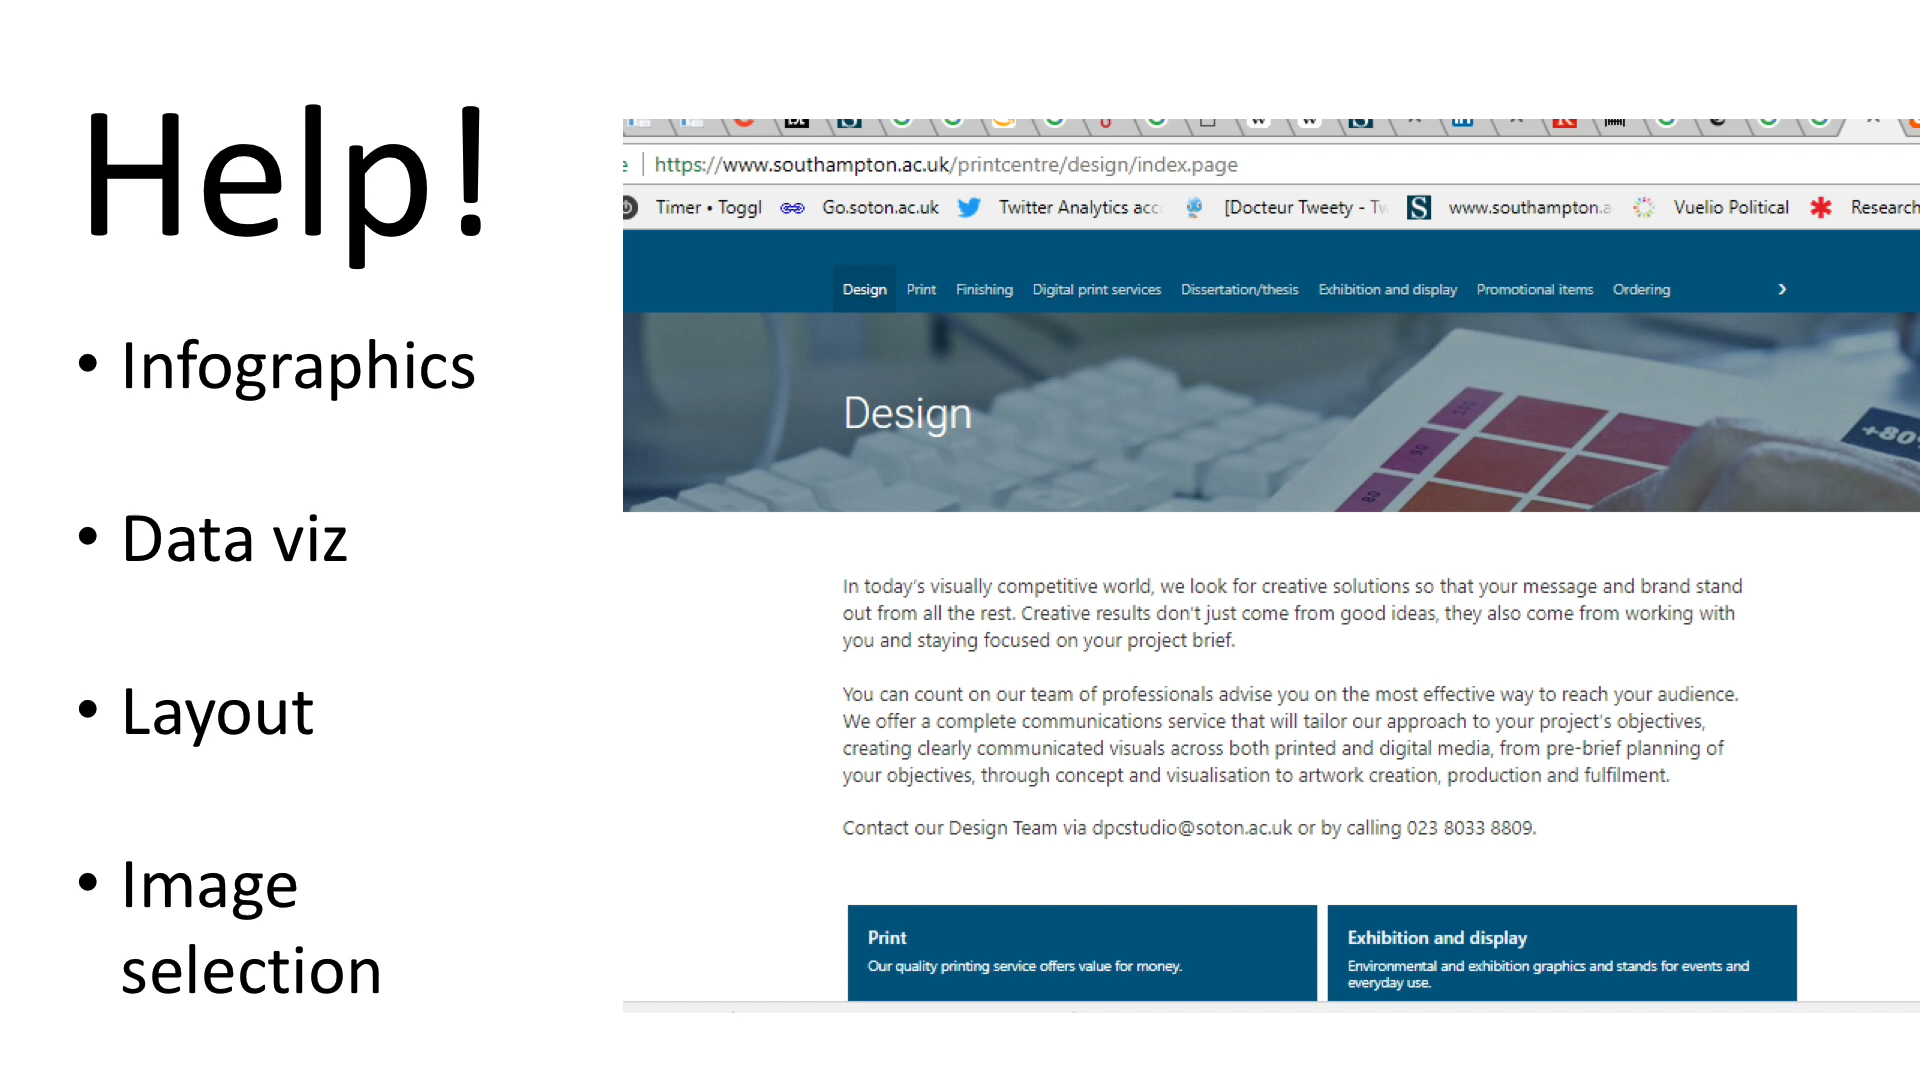 Help!
• Infographics
• Data viz
• Layout
• Image
selection
https://www.southampton.ac.uk/printcentre/design/index.page
Timer • Toggl Go.soton.ac.uk Twitter Analytics acc [Docteur Tweety - Tw www.southampton.a Vuelio Political Research
Design Print Finishing Digital print services Dissertation/thesis Exhibition and display Promotional items Ordering
Design
100
90
80
+80%
In today's visually competitive world, we look for creative solutions so that your message and brand stand
out from all the rest. Creative results don't just come from good ideas, they also come from working with
you and staying focused on your project brief.
You can count on our team of professionals advise you on the most effective way to reach your audience.
We offer a complete communications service that will tailor our approach to your project's objectives,
creating clearly communicated visuals across both printed and digital media, from pre-brief planning of
your objectives, through concept and visualisation to artwork creation, production and fulfilment.
Contact our Design Team via dpcstudio@soton.ac.uk or by calling 023 8033 8809.
Print
Our quality printing service offers value for money.
Exhibition and display
Environmental and exhibition graphics and stands for events and
everyday use.